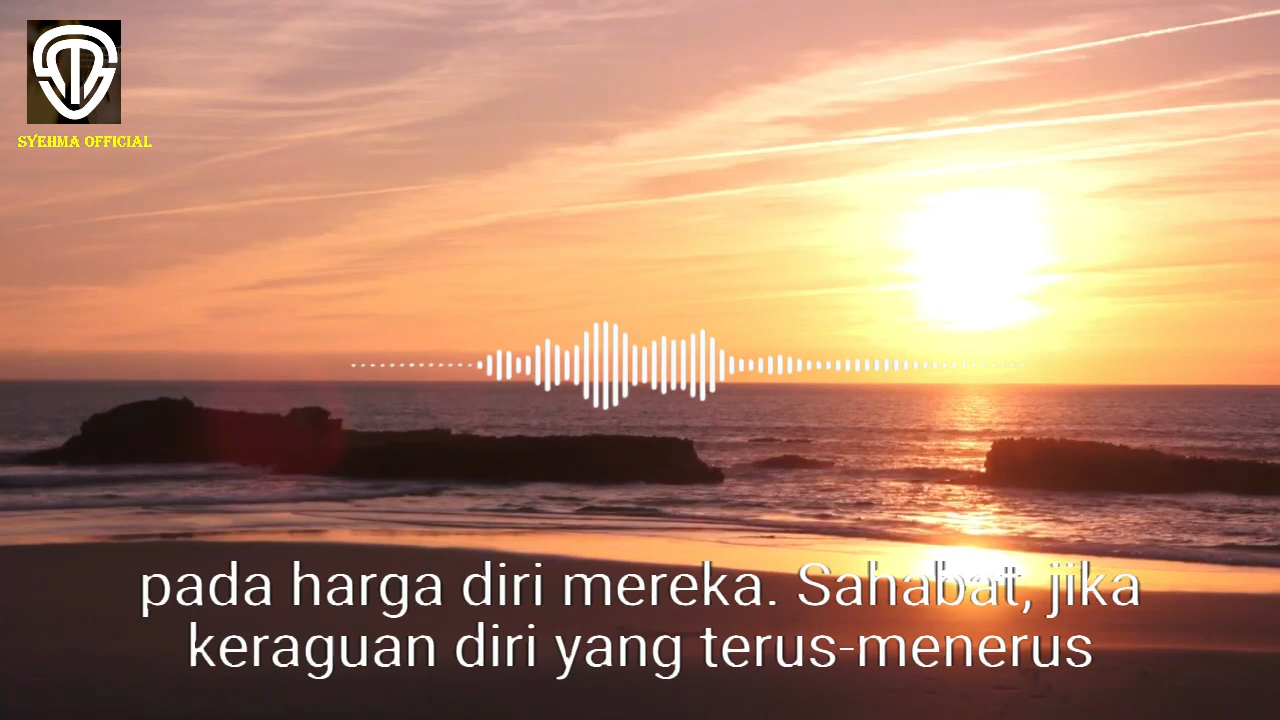 SYEHMA OFFICIAL
pada harga diri mereka. Sahabat, jika
keraguan diri yang terus-menerus